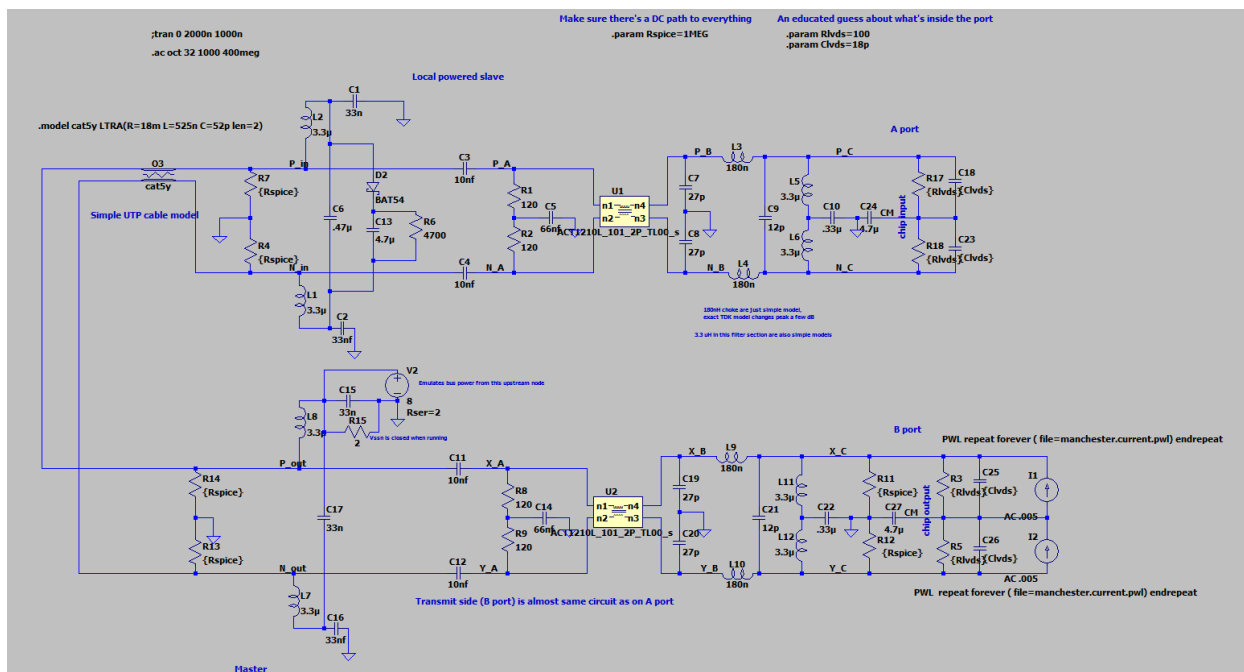 Make sure there's a DC path to everything
An educated guess about what's inside the port
;tran 0 2000n 1000n
.param Rspice=1MEG
.param Rlvds=100
.param Clvds=18p
.ac oct 32 1000 400meg
Local powered slave
C1
33n
L2
3.3µ
.model cat5y LTRA(R=18m L=525n C=52p len=2)
A port
O3
cat5y
P_in
C3
10nf
P_A
P_B
L3
180n
P_C
R7
{Rspice}
D2
BAT54
R1
120
U1
n1
n4
n2
n3
ACT1210L_101_2P_TL00_s
C7
27p
L5
3.3µ
R17
{Rlvds}
C18
{Clvds}
Simple UTP cable model
C6
.47µ
C13
4.7µ
R6
4700
C5
66nf
C9
12p
C10
.33µ
C24
4.7µ
CM
chip input
R4
{Rspice}
R2
120
C8
27p
L6
3.3µ
R18
{Rlvds}
C23
{Clvds}
N_in
C4
10nf
N_A
N_B
L4
180n
N_C
L1
3.3µ
C2
33nf
180nH choke are just simple model,
exact TDK model changes peak a few dB
3.3 uH in this filter section are also simple models
V2
8
Rser=2
Emulates bus power from this upstream node
C15
33n
L8
3.3µ
R15
2
Vssn is closed when running
B port
PWL repeat forever ( file=manchester.current.pwl) endrepeat
P_out
C11
10nf
X_A
X_B
L9
180n
X_C
R14
{Rspice}
R8
120
U2
n1
n4
n2
n3
ACT1210L_101_2P_TL00_s
C19
27p
L11
3.3µ
R11
{Rspice}
R3
{Rlvds}
C25
{Clvds}
I1
AC .005
C17
33n
C14
66nf
C21
12p
C22
.33µ
C27
4.7µ
CM
chip output
R13
{Rspice}
R9
120
C20
27p
L12
3.3µ
R12
{Rspice}
R5
{Rlvds}
C26
{Clvds}
I2
AC .005
N_out
C12
10nf
Y_A
Y_B
L10
180n
Y_C
L7
3.3µ
C16
33nf
Transmit side (B port) is almost same circuit as on A port
PWL repeat forever ( file=manchester.current.pwl) endrepeat
Master